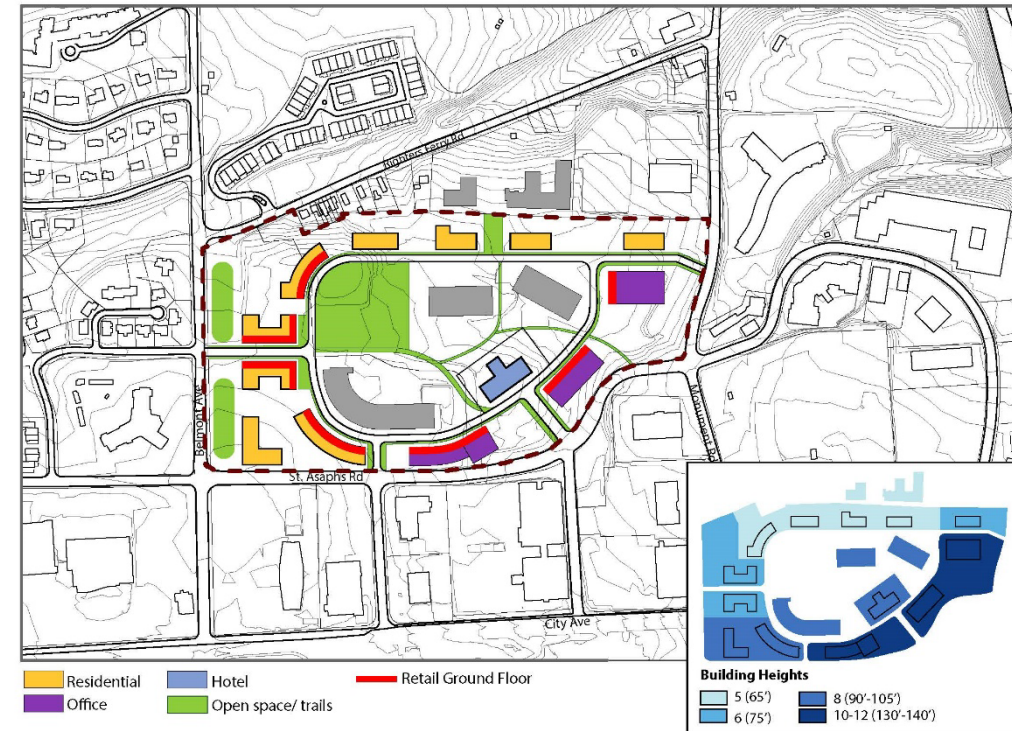 Righters Ferry Rd
Belmont Ave
Monument Rd
St. Asaphs Rd
City Ave
Residential
Hotel
Retail Ground Floor
Office
Open space/ trails
Building Heights
5 (65')
8 (90'-105')
6 (75')
10-12 (130'-140')